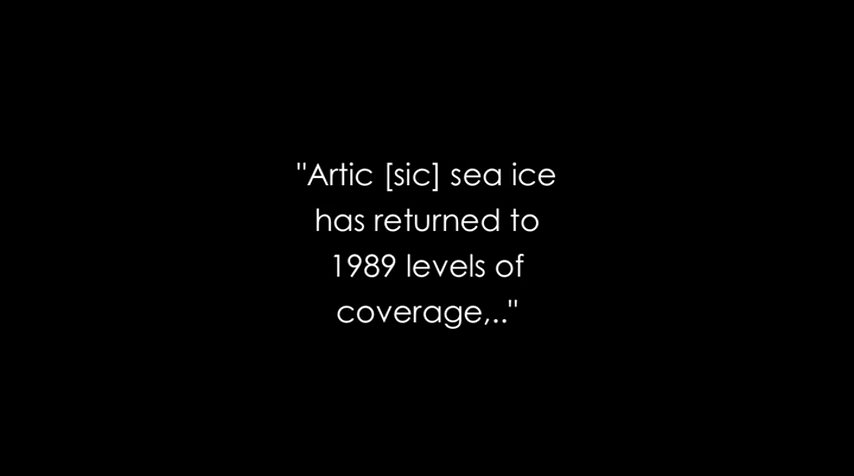 "Artic [sic] sea ice
has returned to
1989 levels of
coverage,.."